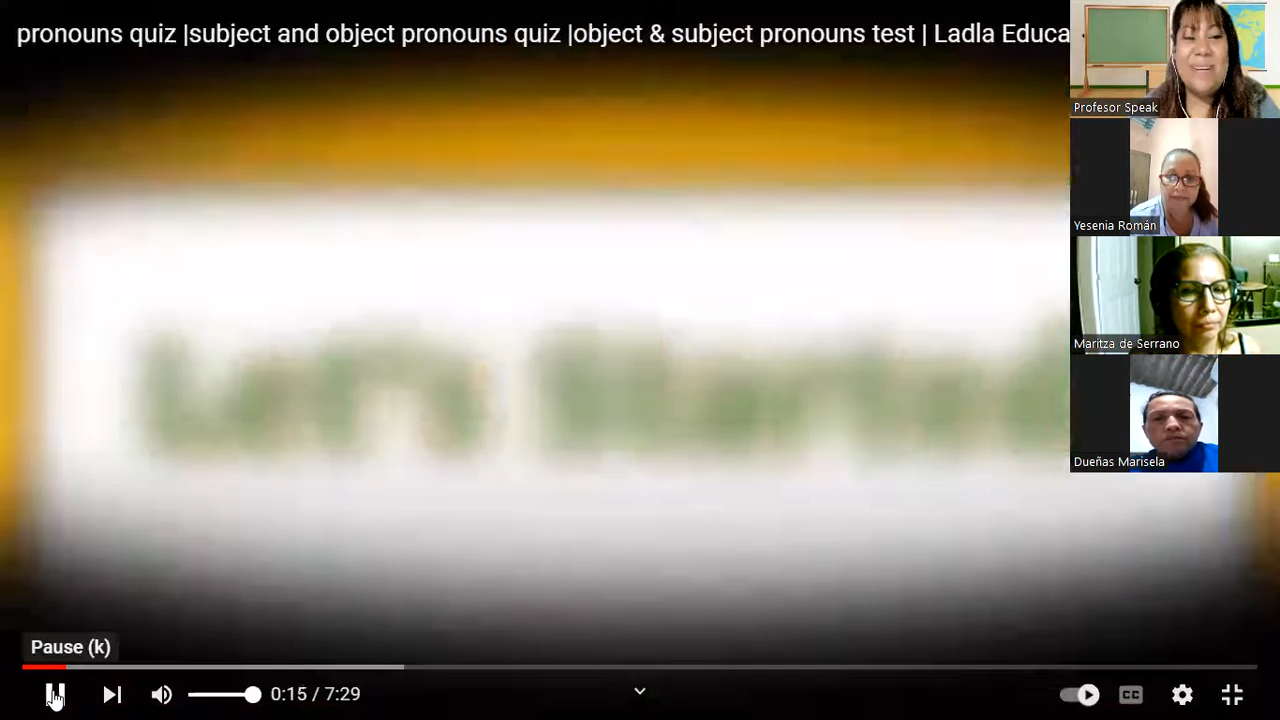 pronouns quiz |subject and object pronouns quiz |object & subject pronouns test | Ladla Educa
Profesor Speak
Yesenia Román
Maritza de Serrano
Dueñas Marisela
Pause (k)
0:15 / 7:29
CC